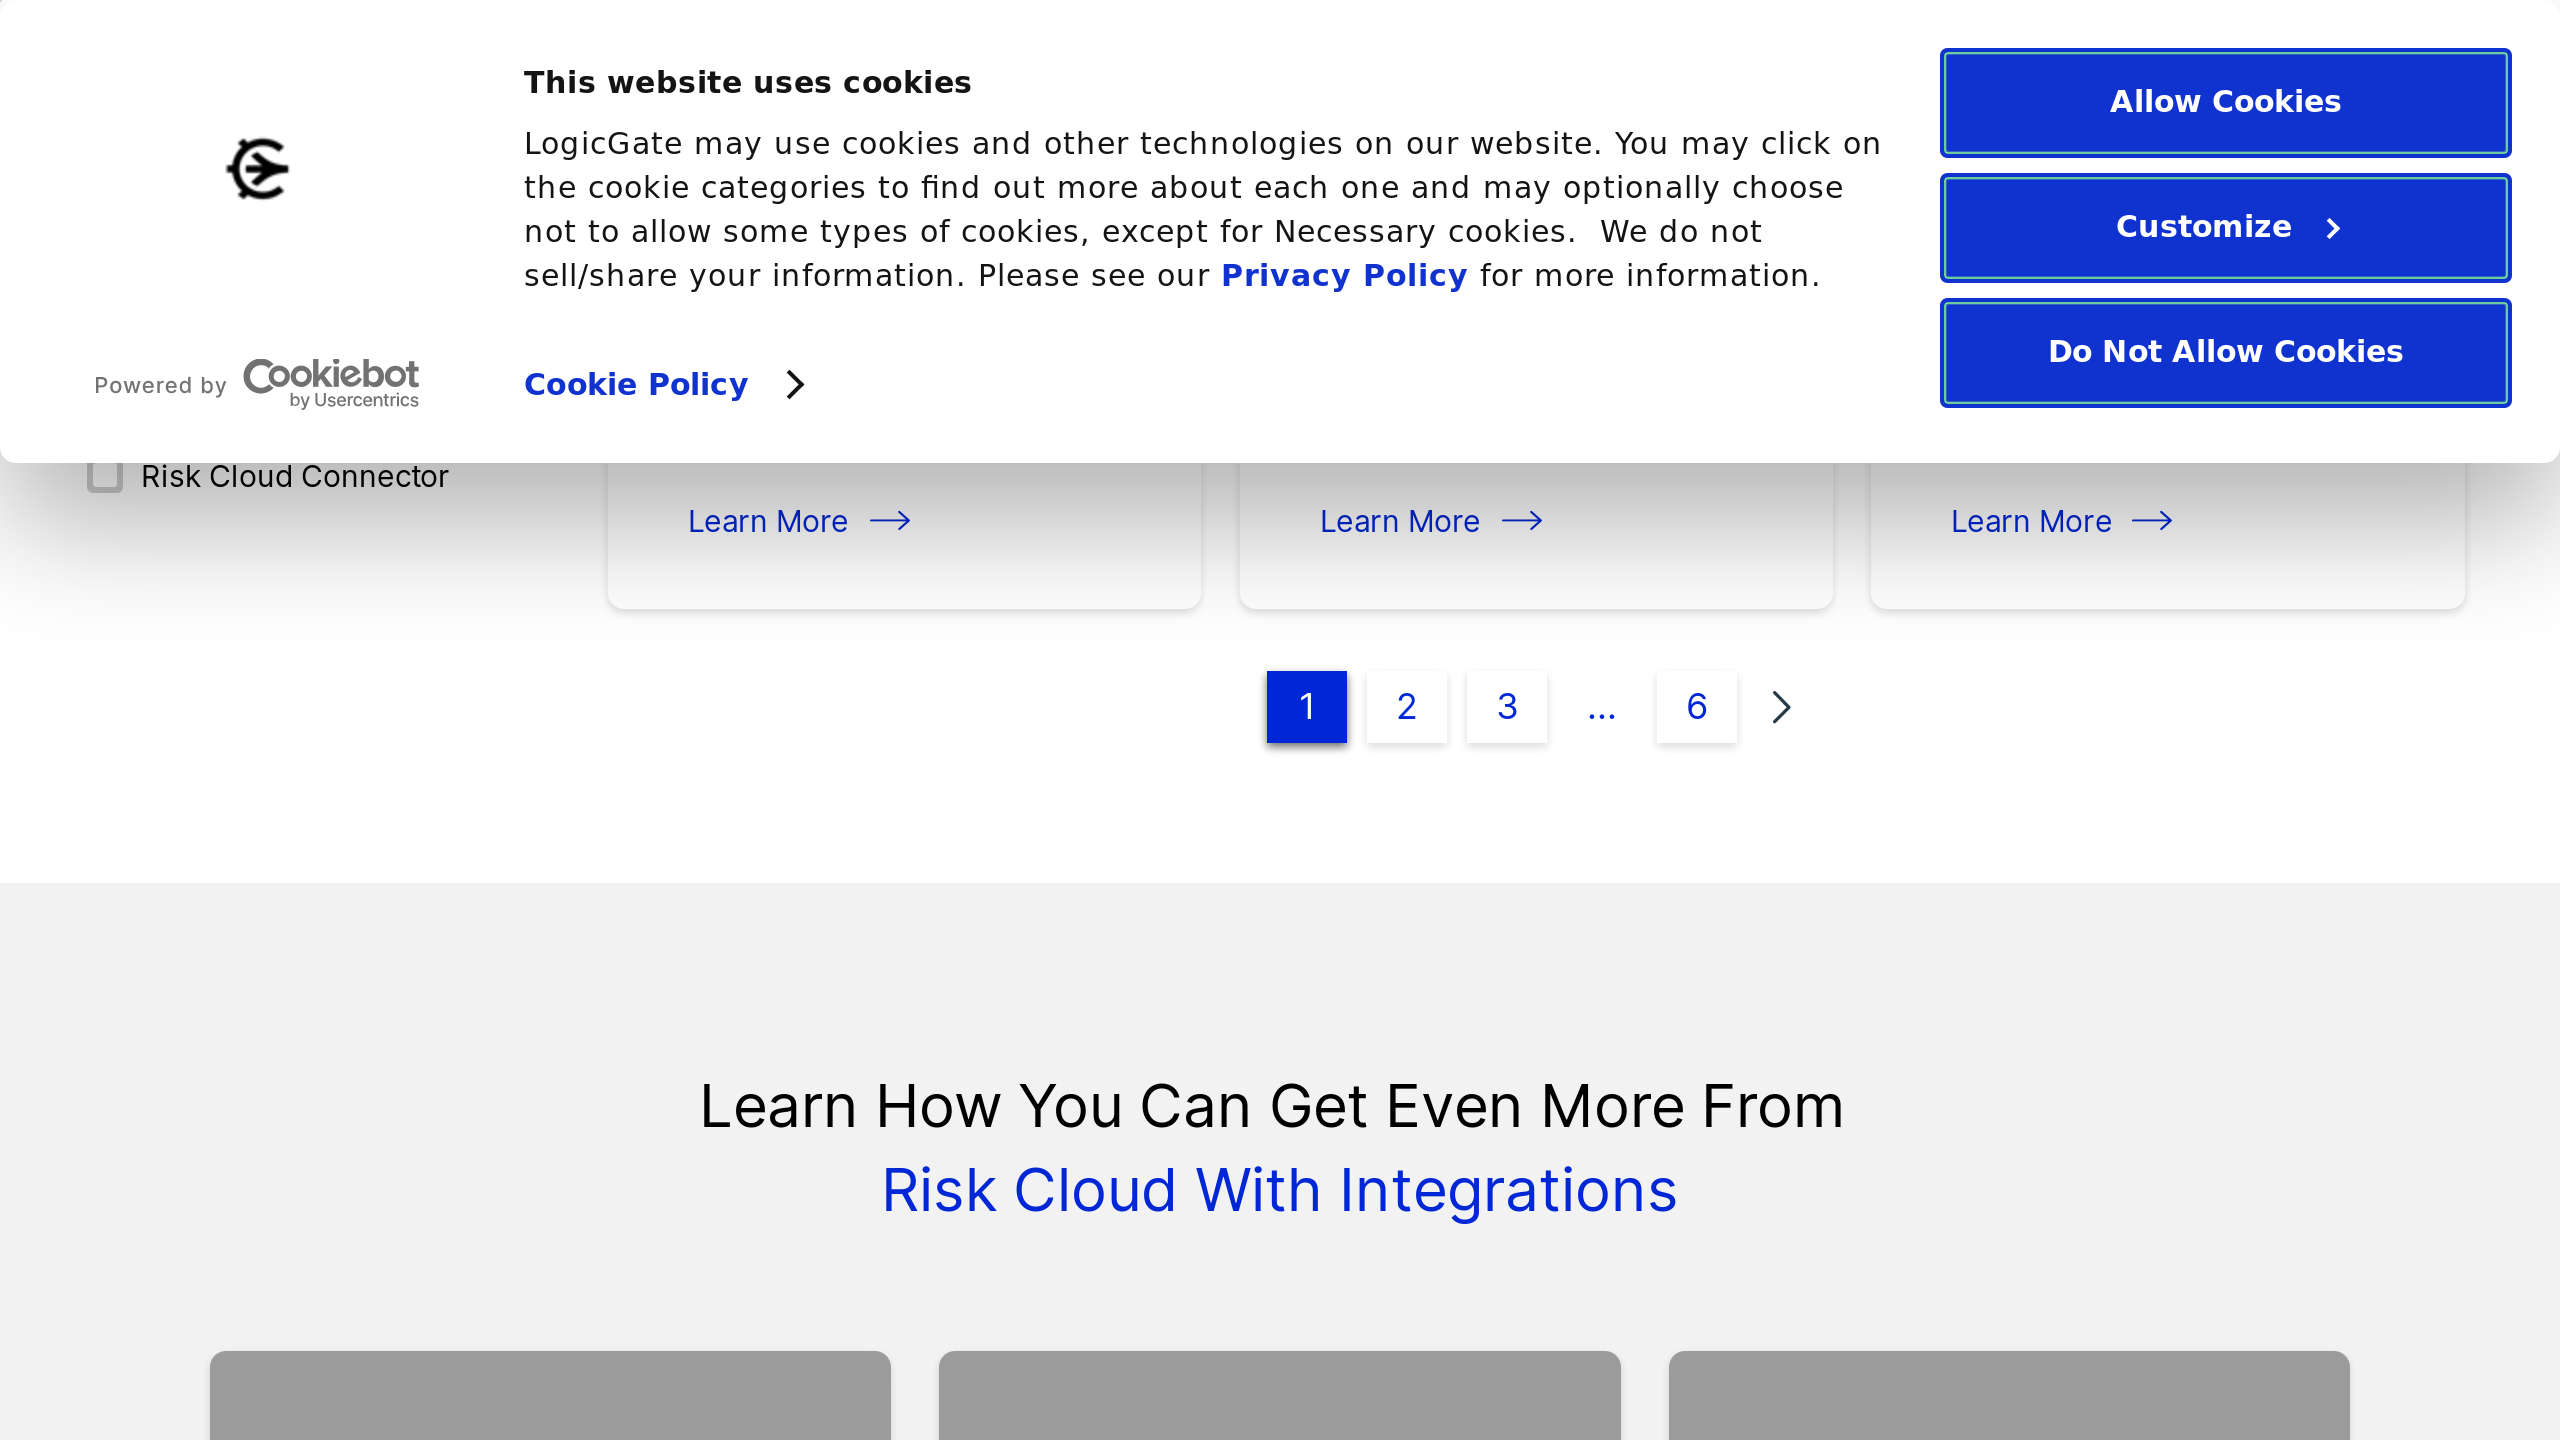 This website uses cookies
LogicGate may use cookies and other technologies on our website. You may click on
the cookie categories to find out more about each one and may optionally choose
not to allow some types of cookies, except for Necessary cookies.  We do not
sell/share your information. Please see our Privacy Policy for more information.
Powered by Cookiebot
by Usercentrics
Cookie Policy
Allow Cookies
Customize
Do Not Allow Cookies
Risk Cloud Connector
Learn More
Learn More
Learn More
1 2 3 ... 6
Learn How You Can Get Even More From
Risk Cloud With Integrations